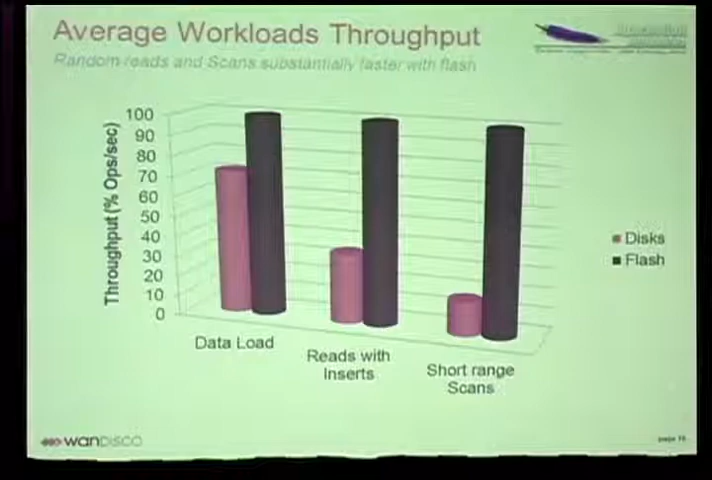 Average Workloads Throughput
Random reads and Scans substantially faster with flash
Throughput (% Ops/sec)
100
90
80
70
60
50
40
30
20
10
0
Data Load
Reads with
Inserts
Short range
Scans
Disks
Flash
WANDISCO
page